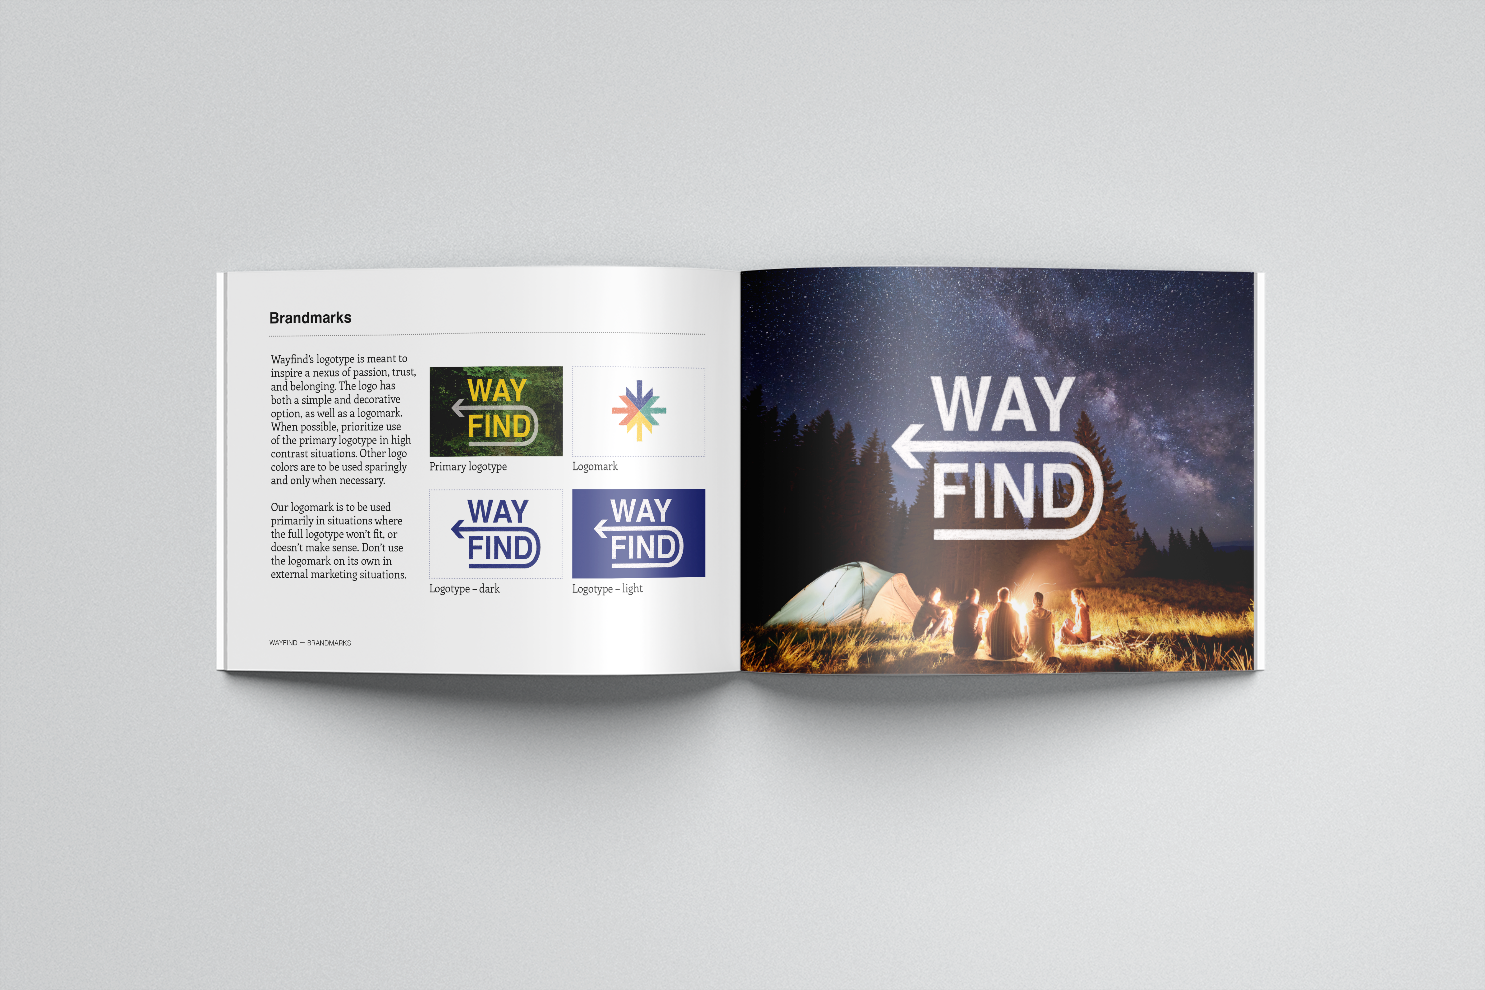 Brandmarks
Wayfind's logotype is meant to
inspire a nexus of passion, trust,
and belonging. The logo has
both a simple and decorative
option, as well as a logomark.
When possible, prioritize use
of the primary logotype in high
contrast situations. Other logo
colors are to be used sparingly
and only when necessary.
Our logomark is to be used
primarily in situations where
the full logotype won't fit, or
doesn't make sense. Don't use
the logomark on its own in
external marketing situations.
WAY
FIND
Primary logotype
Logomark
WAY
FIND
Logotype – dark
WAY
FIND
Logotype – light
WAYFIND — BRANDMARKS
WAY
FIND